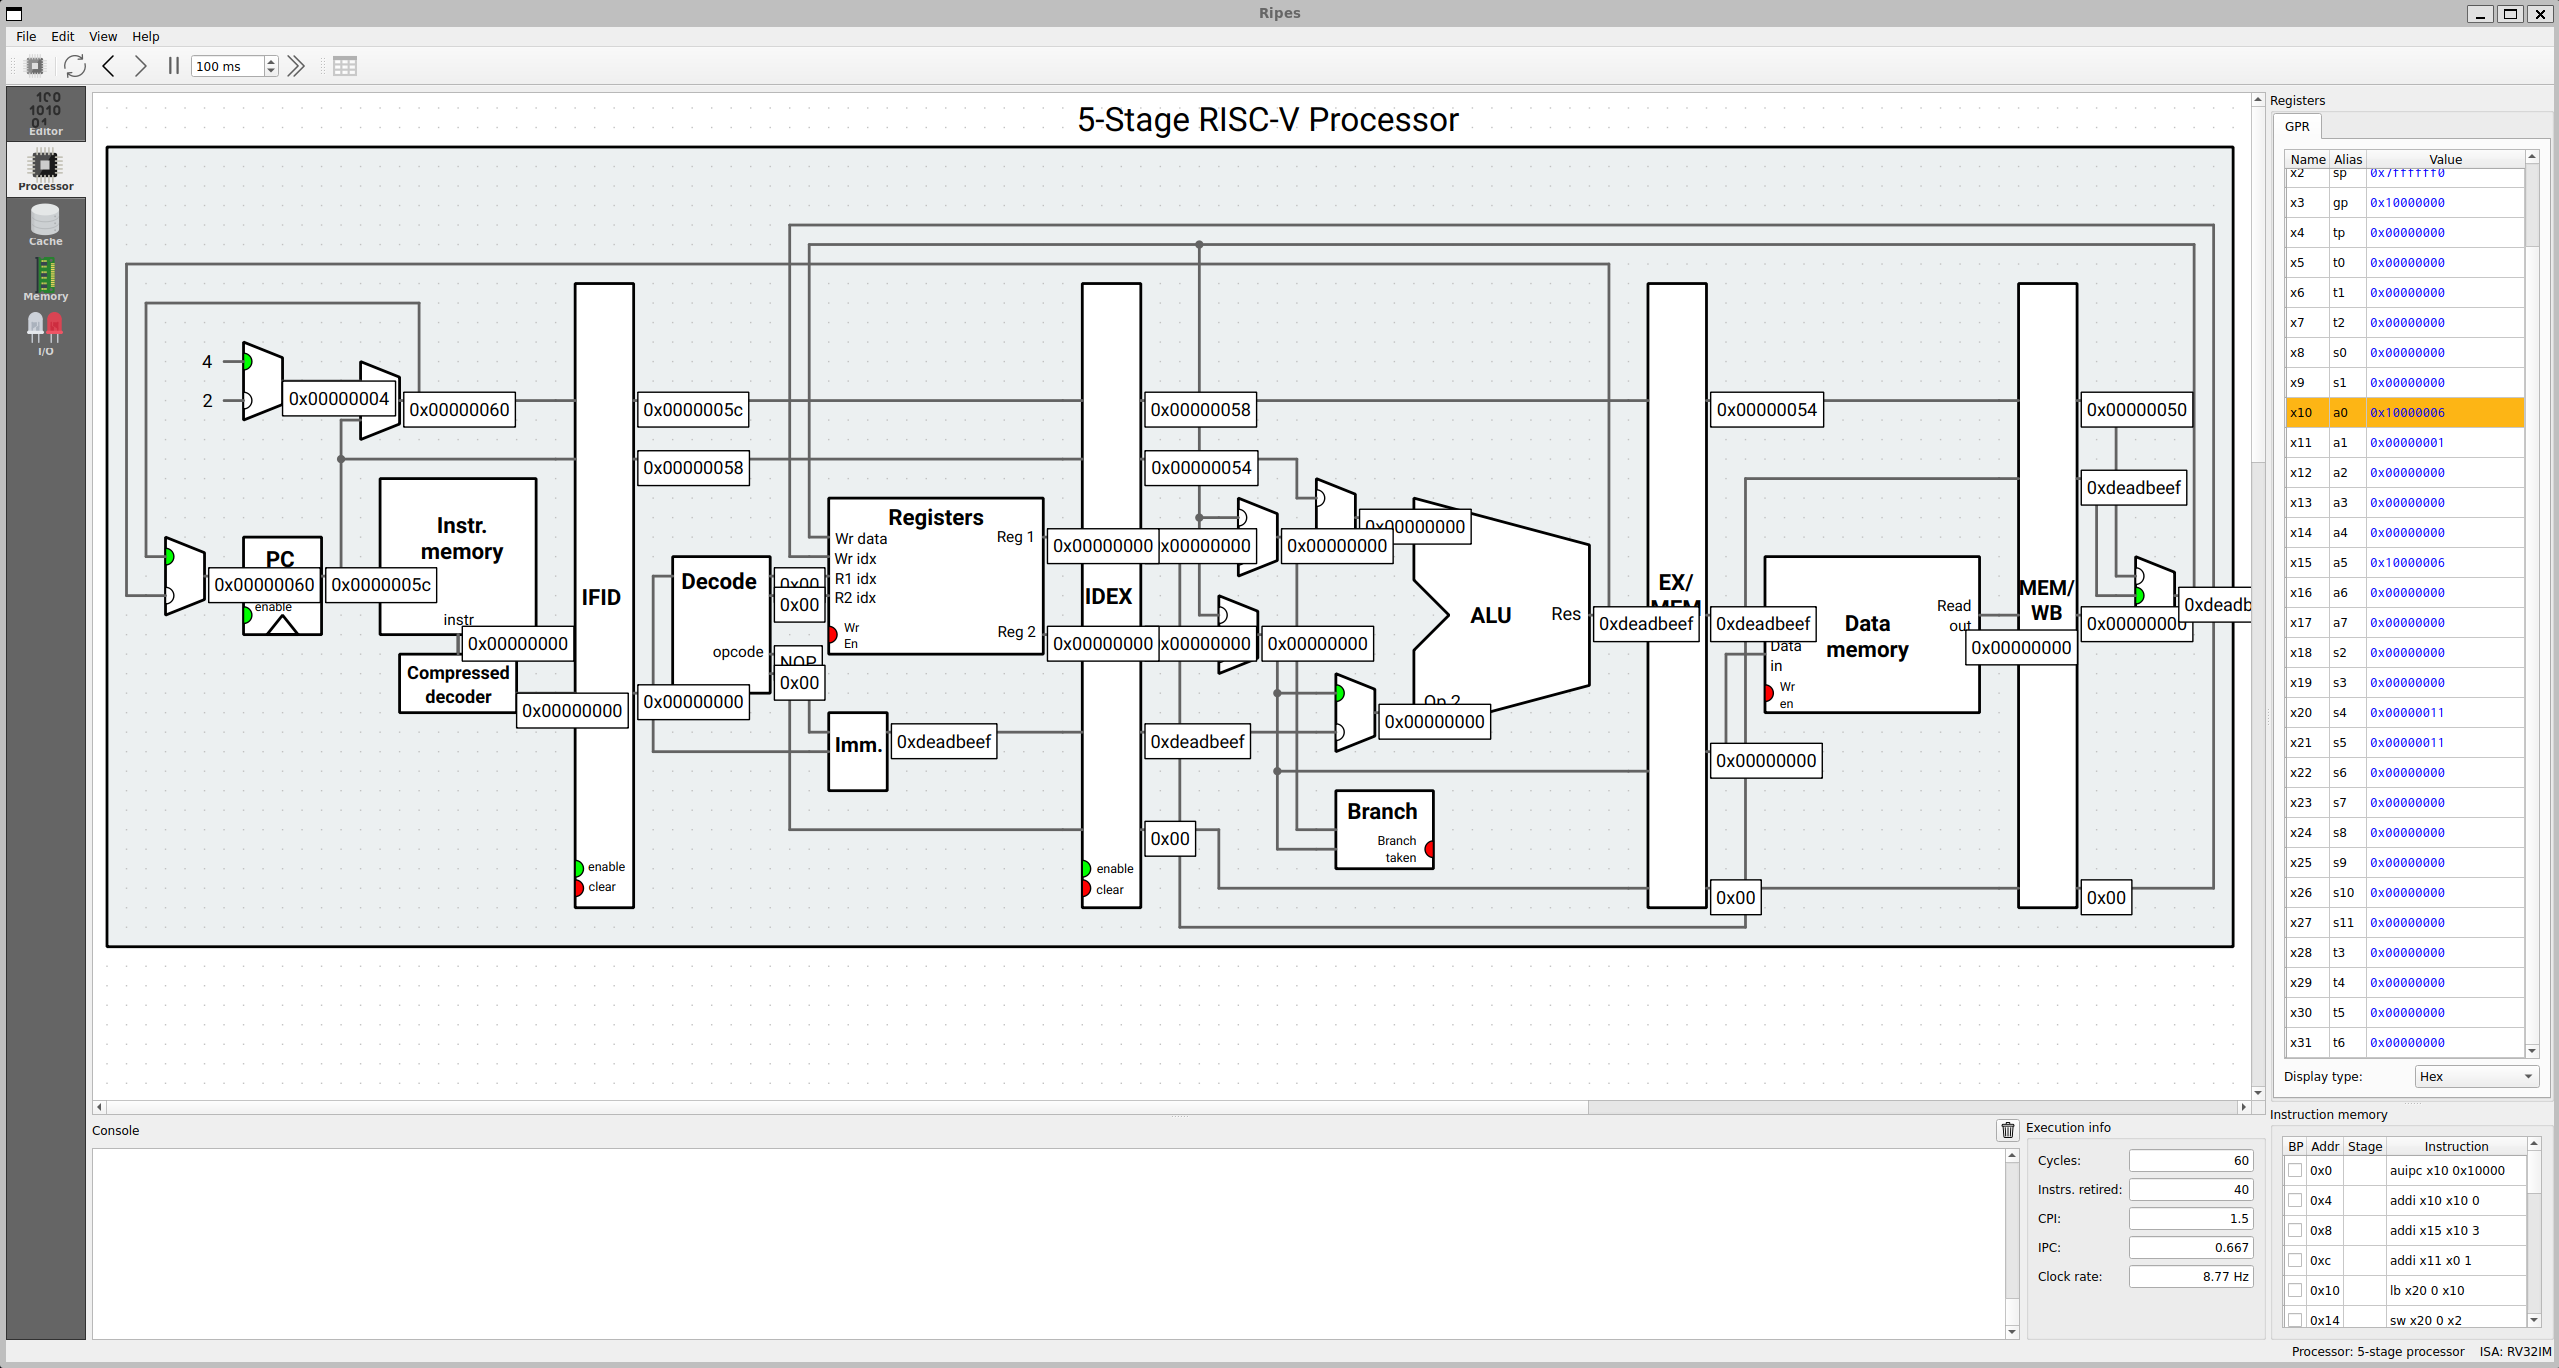 Ripes
File Edit View Help
100 ms
Editor
Processor
Cache
Memory
I/O
5-Stage RISC-V Processor
4
2
0x00000004
0x00000060
0x0000005c
0x00000058
0x00000058
0x00000054
0x00000054
0x00000050
0xdeadbeef
Instr. memory
instr
PC
enable
0x00000060
0x0000005c
0x00000000
Compressed decoder
0x00000000
IFID
enable
clear
Decode
opcode
0x00000000
0x00
0x00
NOP
0x00
Registers
Wr data
Wr idx
R1 idx
R2 idx
Wr En
Reg 1
Reg 2
0x00000000
0x00000000
Imm.
0xdeadbeef
IDEX
enable
clear
x00000000
x00000000
0xdeadbeef
0x00
0x00000000
0x00000000
0x00000000
0x00000000
ALU
Op 2
Res
0xdeadbeef
Branch
Branch taken
EX/
MEM
0xdeadbeef
0x00000000
0x00
Data memory
Data in
Wr en
Read out
0x00000000
MEM/
WB
0x00000000
0xdeadb
0x00
Registers
GPR
Name Alias Value
x2 sp 0x7ffffff0
x3 gp 0x10000000
x4 tp 0x00000000
x5 t0 0x00000000
x6 t1 0x00000000
x7 t2 0x00000000
x8 s0 0x00000000
x9 s1 0x00000000
x10 a0 0x10000006
x11 a1 0x00000001
x12 a2 0x00000000
x13 a3 0x00000000
x14 a4 0x00000000
x15 a5 0x10000006
x16 a6 0x00000000
x17 a7 0x00000000
x18 s2 0x00000000
x19 s3 0x00000000
x20 s4 0x00000011
x21 s5 0x00000011
x22 s6 0x00000000
x23 s7 0x00000000
x24 s8 0x00000000
x25 s9 0x00000000
x26 s10 0x00000000
x27 s11 0x00000000
x28 t3 0x00000000
x29 t4 0x00000000
x30 t5 0x00000000
x31 t6 0x00000000
Display type: Hex
Console
Execution info
Cycles: 60
Instrs. retired: 40
CPI: 1.5
IPC: 0.667
Clock rate: 8.77 Hz
Instruction memory
BP Addr Stage Instruction
0x0 auipc x10 0x10000
0x4 addi x10 x10 0
0x8 addi x15 x10 3
0xc addi x11 x0 1
0x10 lb x20 0 x10
0x14 sw x20 0 x2
Processor: 5-stage processor ISA: RV32IM